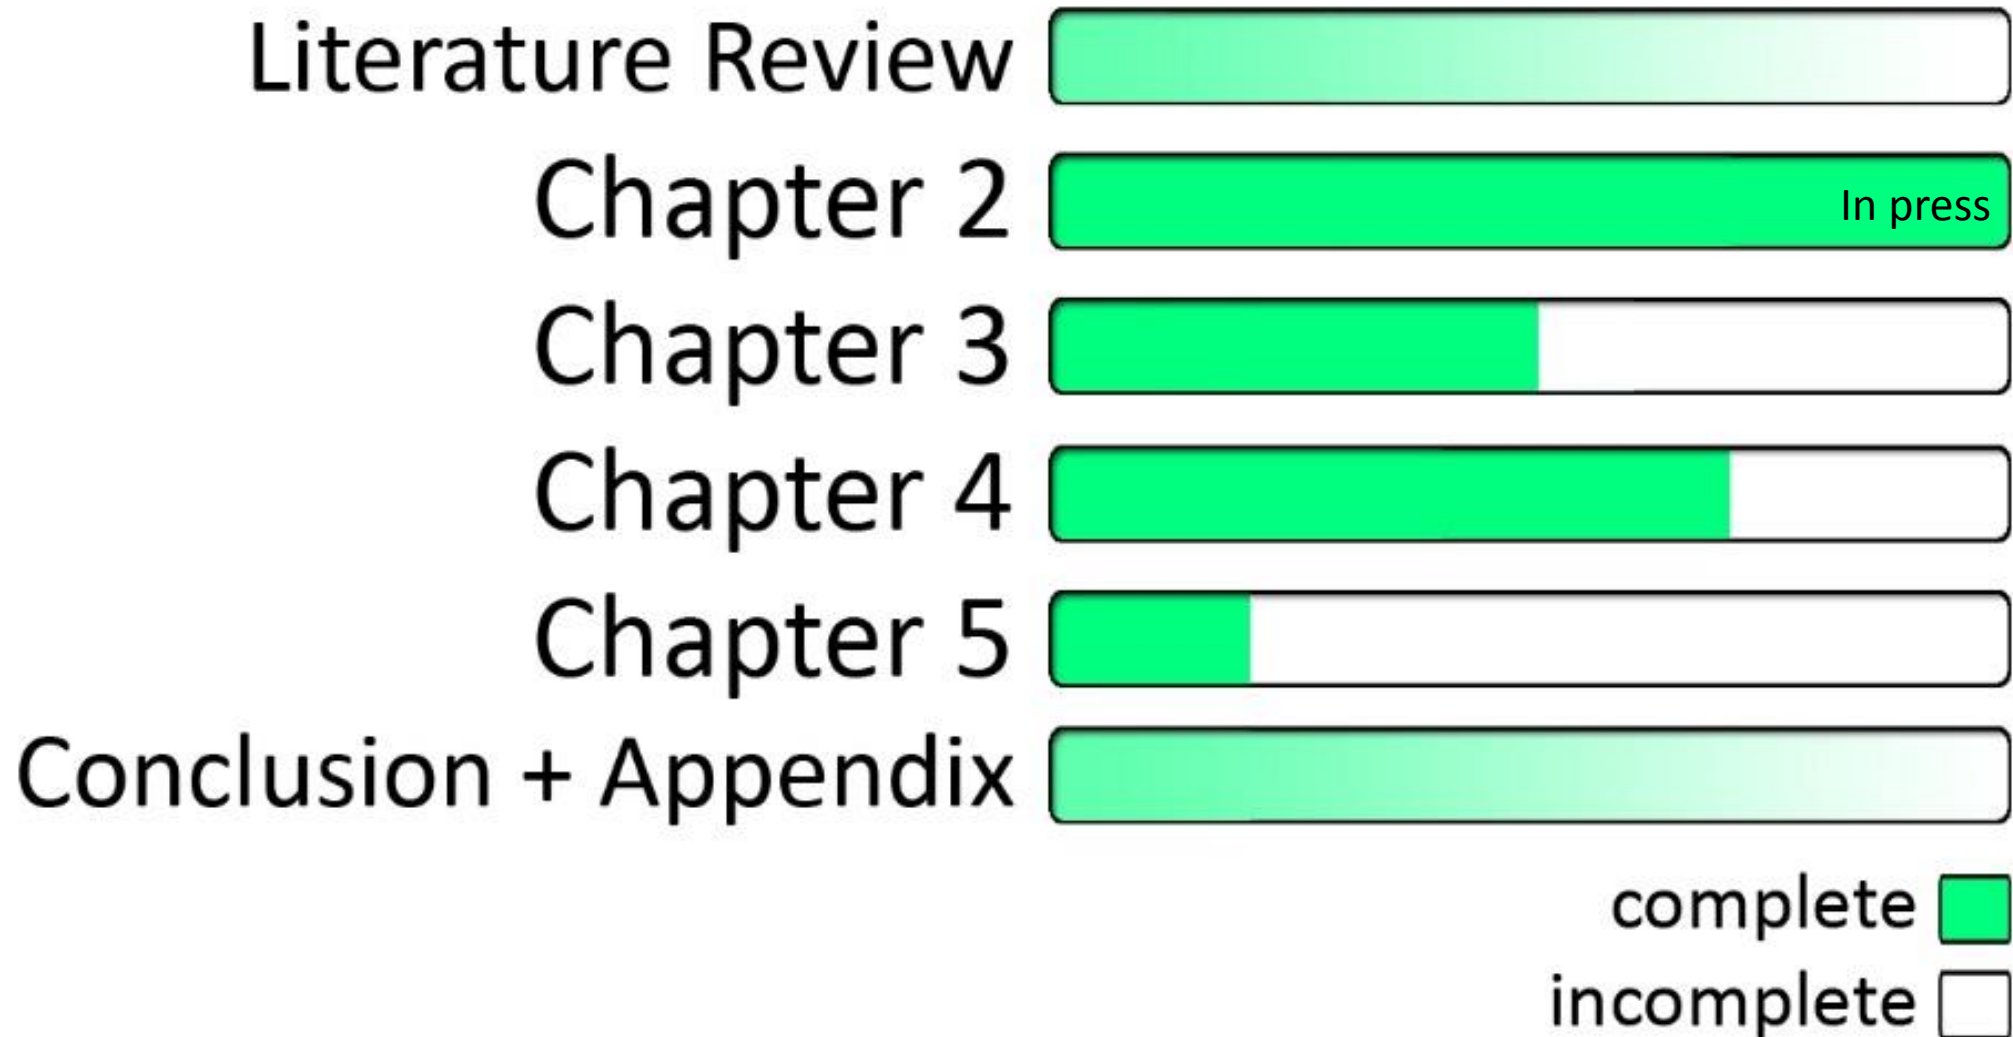 Literature Review
Chapter 2
In press
Chapter 3
Chapter 4
Chapter 5
Conclusion + Appendix
complete
incomplete